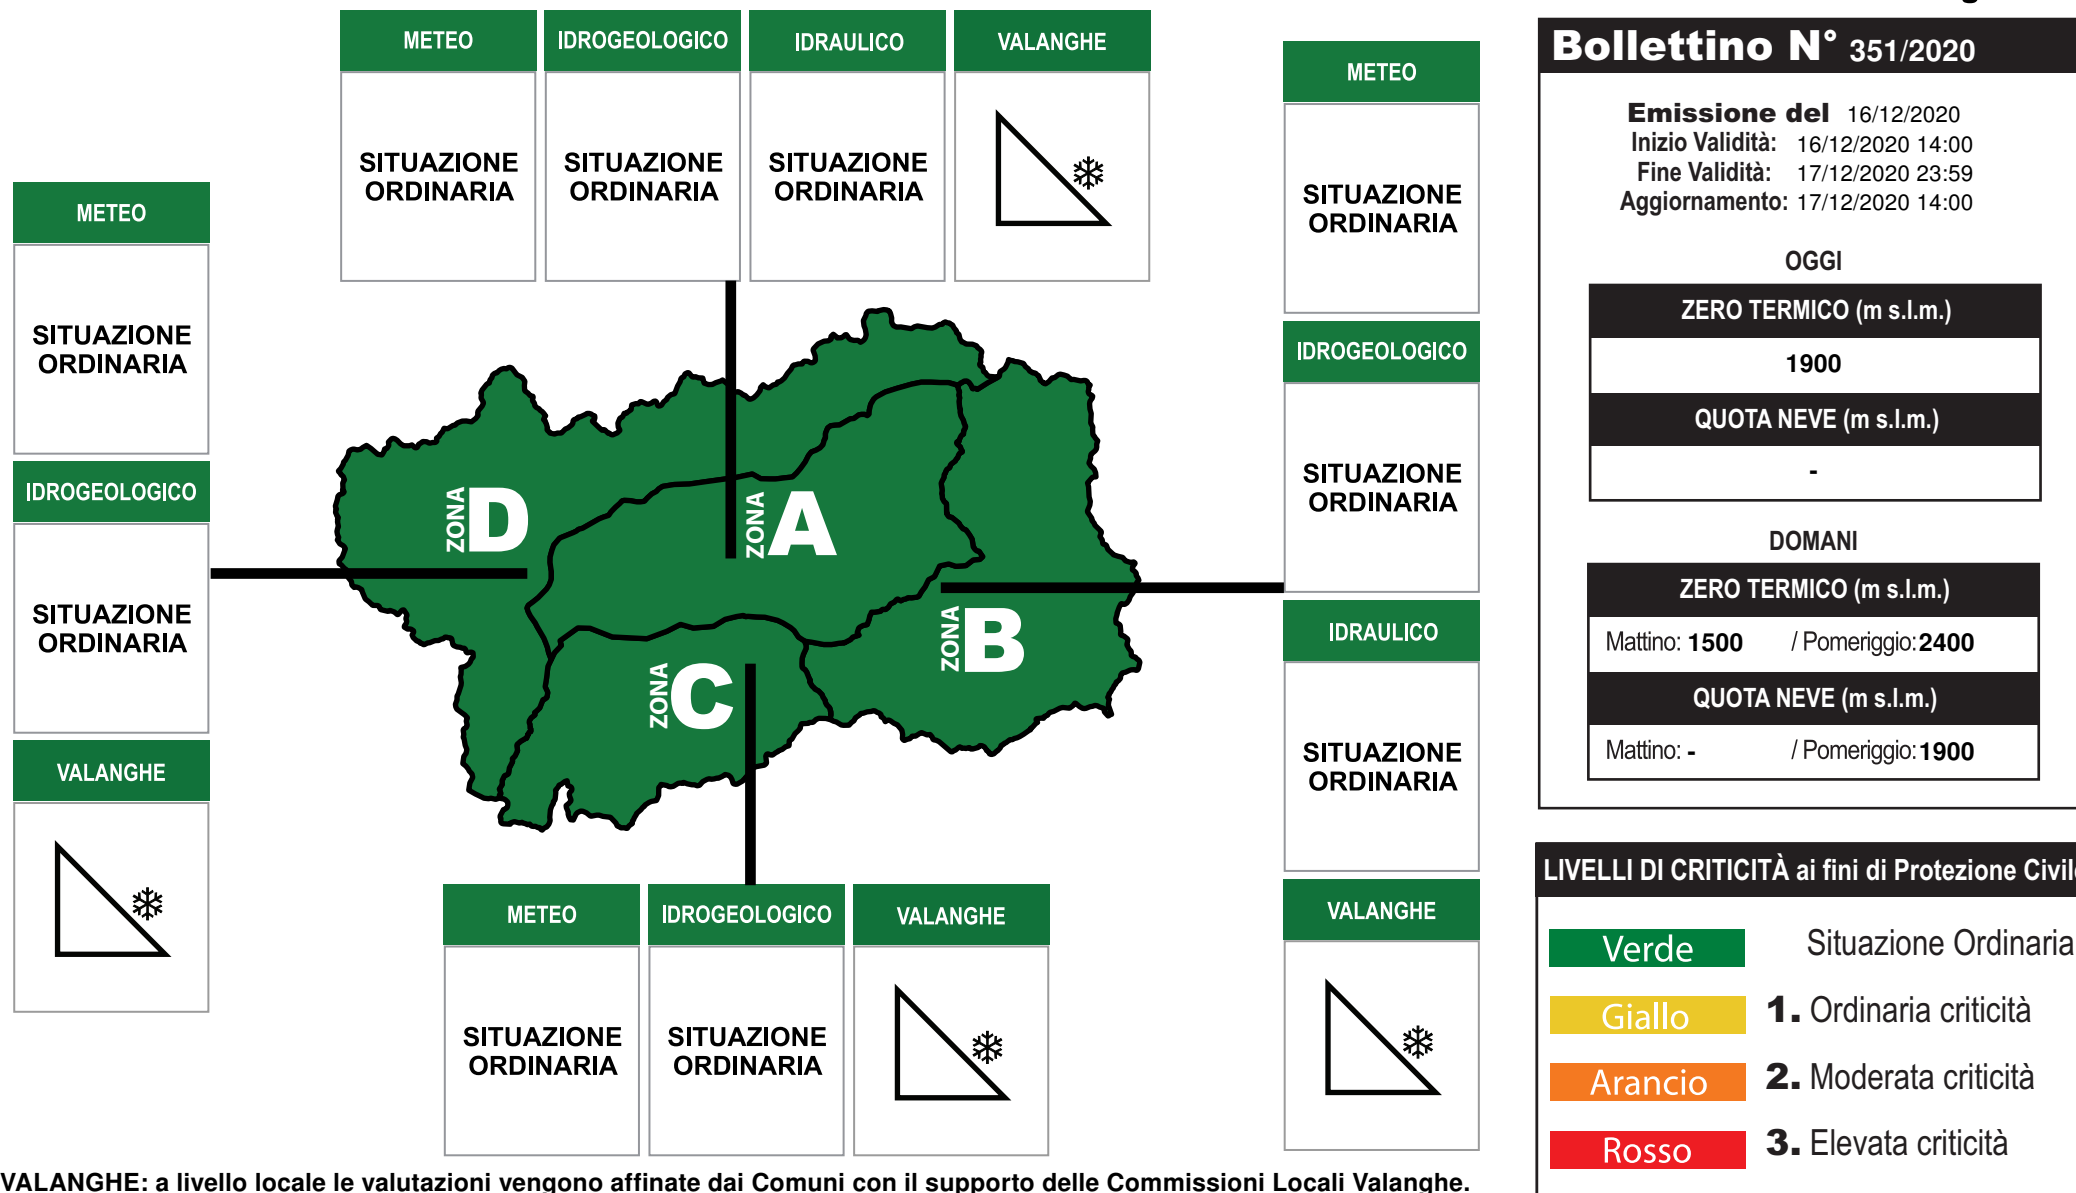 METEO
IDROGEOLOGICO
IDRAULICO
VALANGHE
SITUAZIONE
ORDINARIA
SITUAZIONE
ORDINARIA
SITUAZIONE
ORDINARIA
METEO
SITUAZIONE
ORDINARIA
IDROGEOLOGICO
SITUAZIONE
ORDINARIA
VALANGHE
ZONA D
ZONA A
ZONA B
ZONA C
METEO
SITUAZIONE
ORDINARIA
IDROGEOLOGICO
SITUAZIONE
ORDINARIA
IDRAULICO
SITUAZIONE
ORDINARIA
VALANGHE
METEO
IDROGEOLOGICO
VALANGHE
SITUAZIONE
ORDINARIA
SITUAZIONE
ORDINARIA
VALANGHE: a livello locale le valutazioni vengono affinate dai Comuni con il supporto delle Commissioni Locali Valanghe.
Bollettino N° 351/2020
Emissione del 16/12/2020
Inizio Validità: 16/12/2020 14:00
Fine Validità: 17/12/2020 23:59
Aggiornamento: 17/12/2020 14:00
OGGI
ZERO TERMICO (m s.l.m.)
1900
QUOTA NEVE (m s.l.m.)
-
DOMANI
ZERO TERMICO (m s.l.m.)
Mattino: 1500 / Pomeriggio: 2400
QUOTA NEVE (m s.l.m.)
Mattino: - / Pomeriggio: 1900
LIVELLI DI CRITICITÀ ai fini di Protezione Civile
Verde Situazione Ordinaria
Giallo 1. Ordinaria criticità
Arancio 2. Moderata criticità
Rosso 3. Elevata criticità